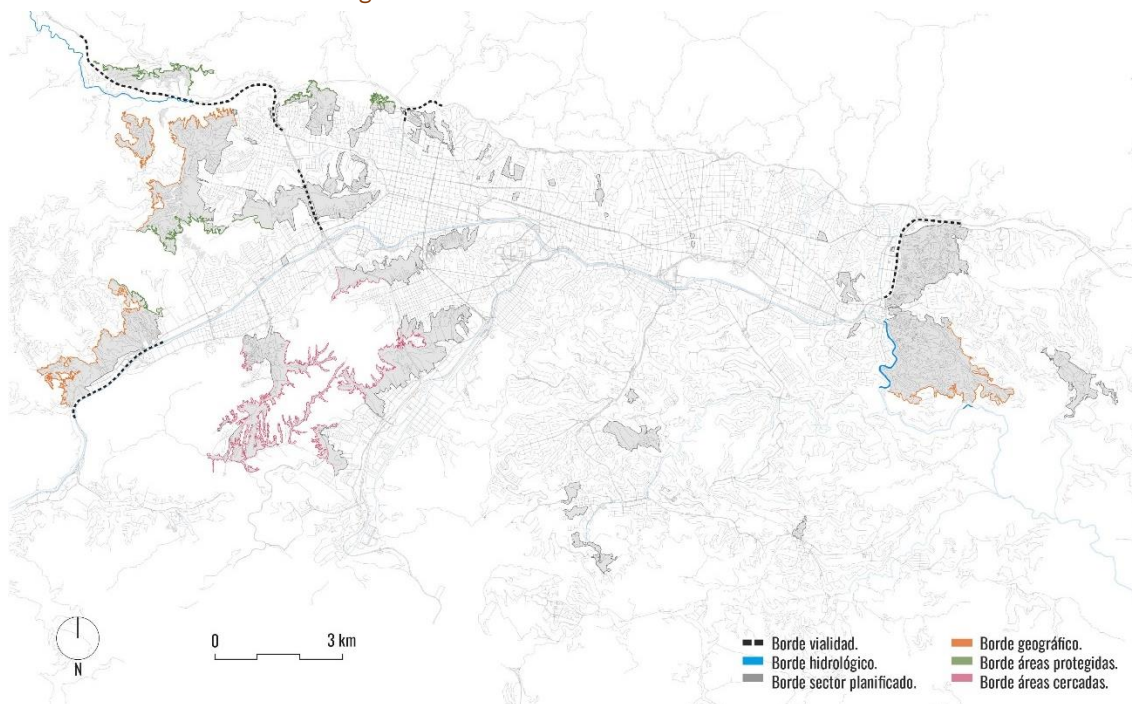 N
0 3 km
Borde vialidad.
Borde hidrológico.
Borde sector planificado.
Borde geográfico.
Borde áreas protegidas.
Borde áreas cercadas.